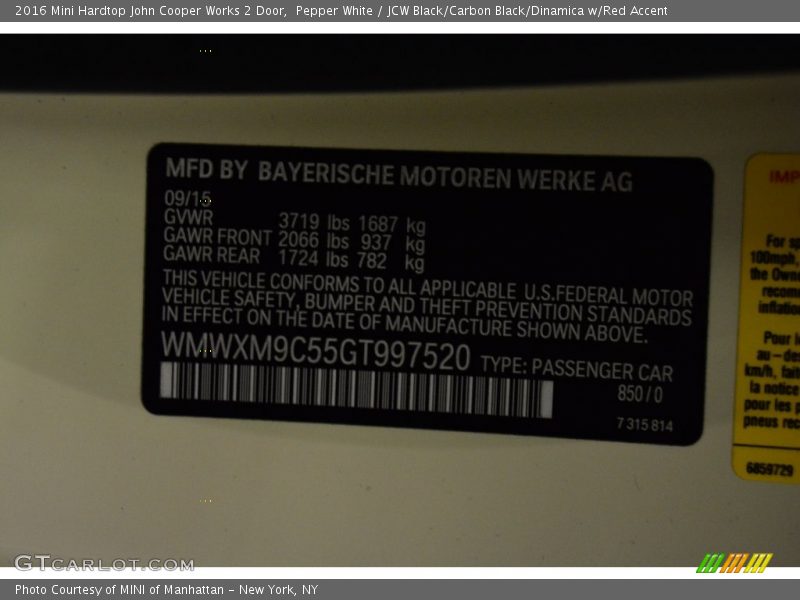 2016 Mini Hardtop John Cooper Works 2 Door,  Pepper White / JCW Black/Carbon Black/Dinamica w/Red Accent
MFD BY BAYERISCHE MOTOREN WERKE AG
09/15
GVWR 3719 lbs 1687 kg
GAWR FRONT 2066 lbs 937 kg
GAWR REAR 1724 lbs 782 kg
THIS VEHICLE CONFORMS TO ALL APPLICABLE U.S.FEDERAL MOTOR
VEHICLE SAFETY, BUMPER AND THEFT PREVENTION STANDARDS
IN EFFECT ON THE DATE OF MANUFACTURE SHOWN ABOVE.
WMWXM9C55GT997520 TYPE: PASSENGER CAR
850/0
7 315 814
IMP
For sp
100mph,
the Owne
recom
inflatio
Pour l
au-des
km/h, fait
la notice
pour les p
pneus rec
6859729
GTCARLOT.COM
Photo Courtesy of MINI of Manhattan - New York, NY